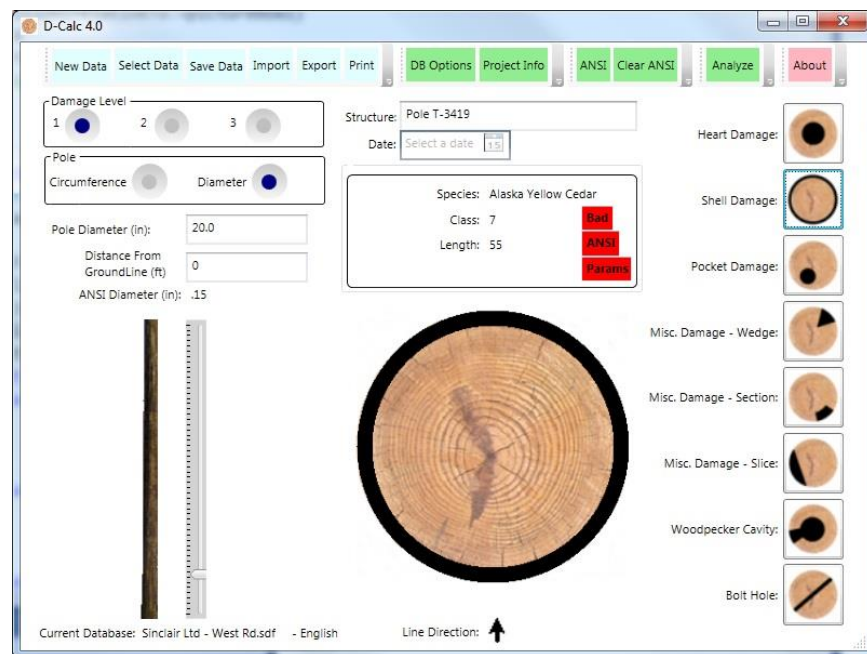 D-Calc 4.0
New Data Select Data Save Data Import Export Print DB Options Project Info ANSI Clear ANSI Analyze About
Damage Level
1 2 3
Pole
Circumference Diameter
Pole Diameter (in): 20.0
Distance From
GroundLine (ft) 0
ANSI Diameter (in): .15
Structure: Pole T-3419
Date: Select a date 15
Species: Alaska Yellow Cedar
Class: 7 Bad
Length: 55 ANSI
Params
Heart Damage:
Shell Damage:
Pocket Damage:
Misc. Damage - Wedge:
Misc. Damage - Section:
Misc. Damage - Slice:
Woodpecker Cavity:
Bolt Hole:
Current Database: Sinclair Ltd - West Rd.sdf - English Line Direction: